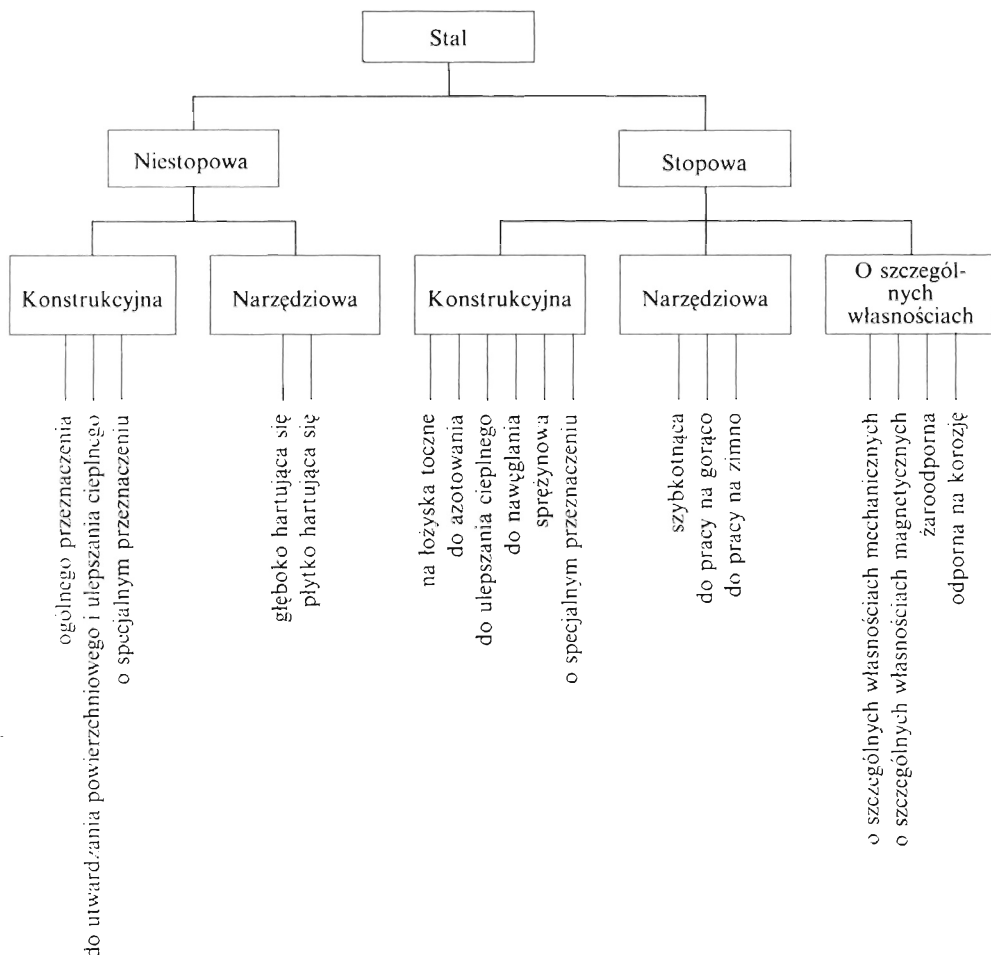 Stal
Niestopowa
Stopowa
Konstrukcyjna
Narzędziowa
Konstrukcyjna
Narzędziowa
O szczegól-
nych
własnościach
ogólnego przeznaczenia
do utwardzania powierzchniowego i ulepszania cieplnego
o specjalnym przeznaczeniu
głęboko hartująca się
płytko hartująca się
na łożyska toczne
do azotowania
do ulepszania cieplnego
do nawęglania
sprężynowa
o specjalnym przeznaczeniu
szybkotnąca
do pracy na gorąco
do pracy na zimno
o szczególnych własnościach mechanicznych
o szczególnych własnościach magnetycznych
żaroodporna
odporna na korozję